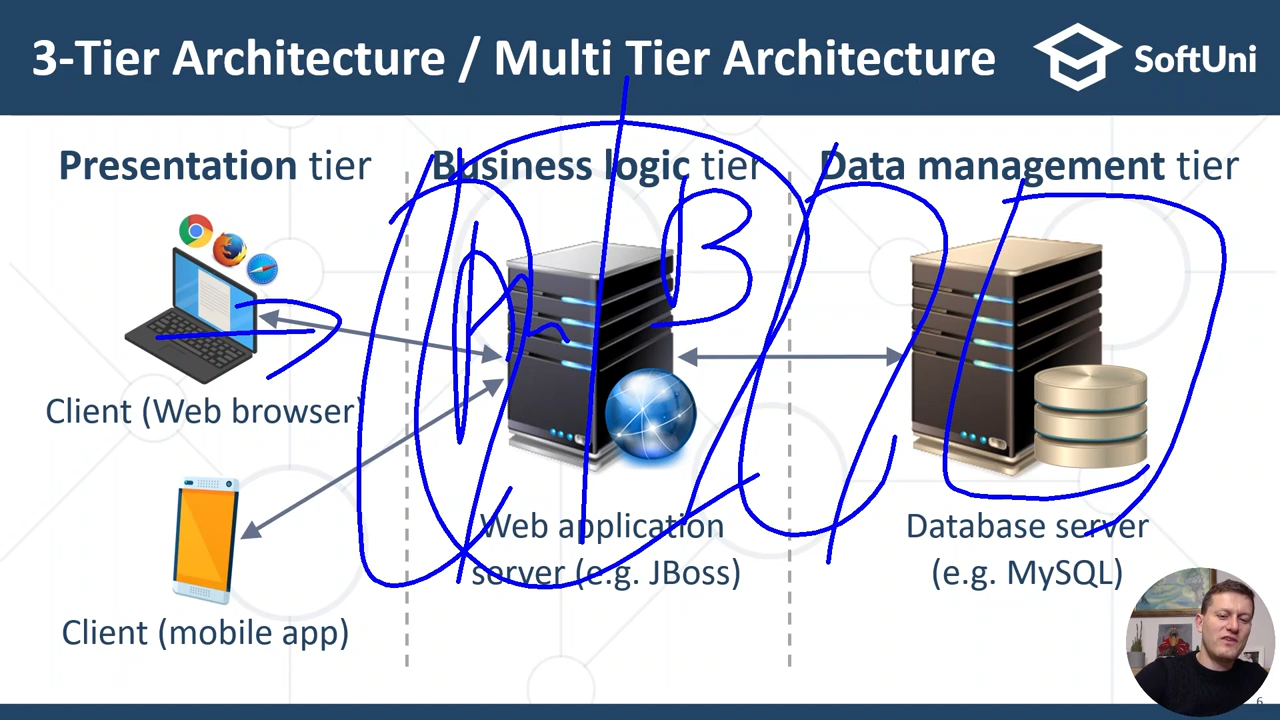 3-Tier Architecture / Multi Tier Architecture
SoftUni
Presentation tier
Business logic tier
Data management tier
B
Client (Web browser)
Web application
server (e.g. JBoss)
Database server
(e.g. MySQL)
Client (mobile app)
6